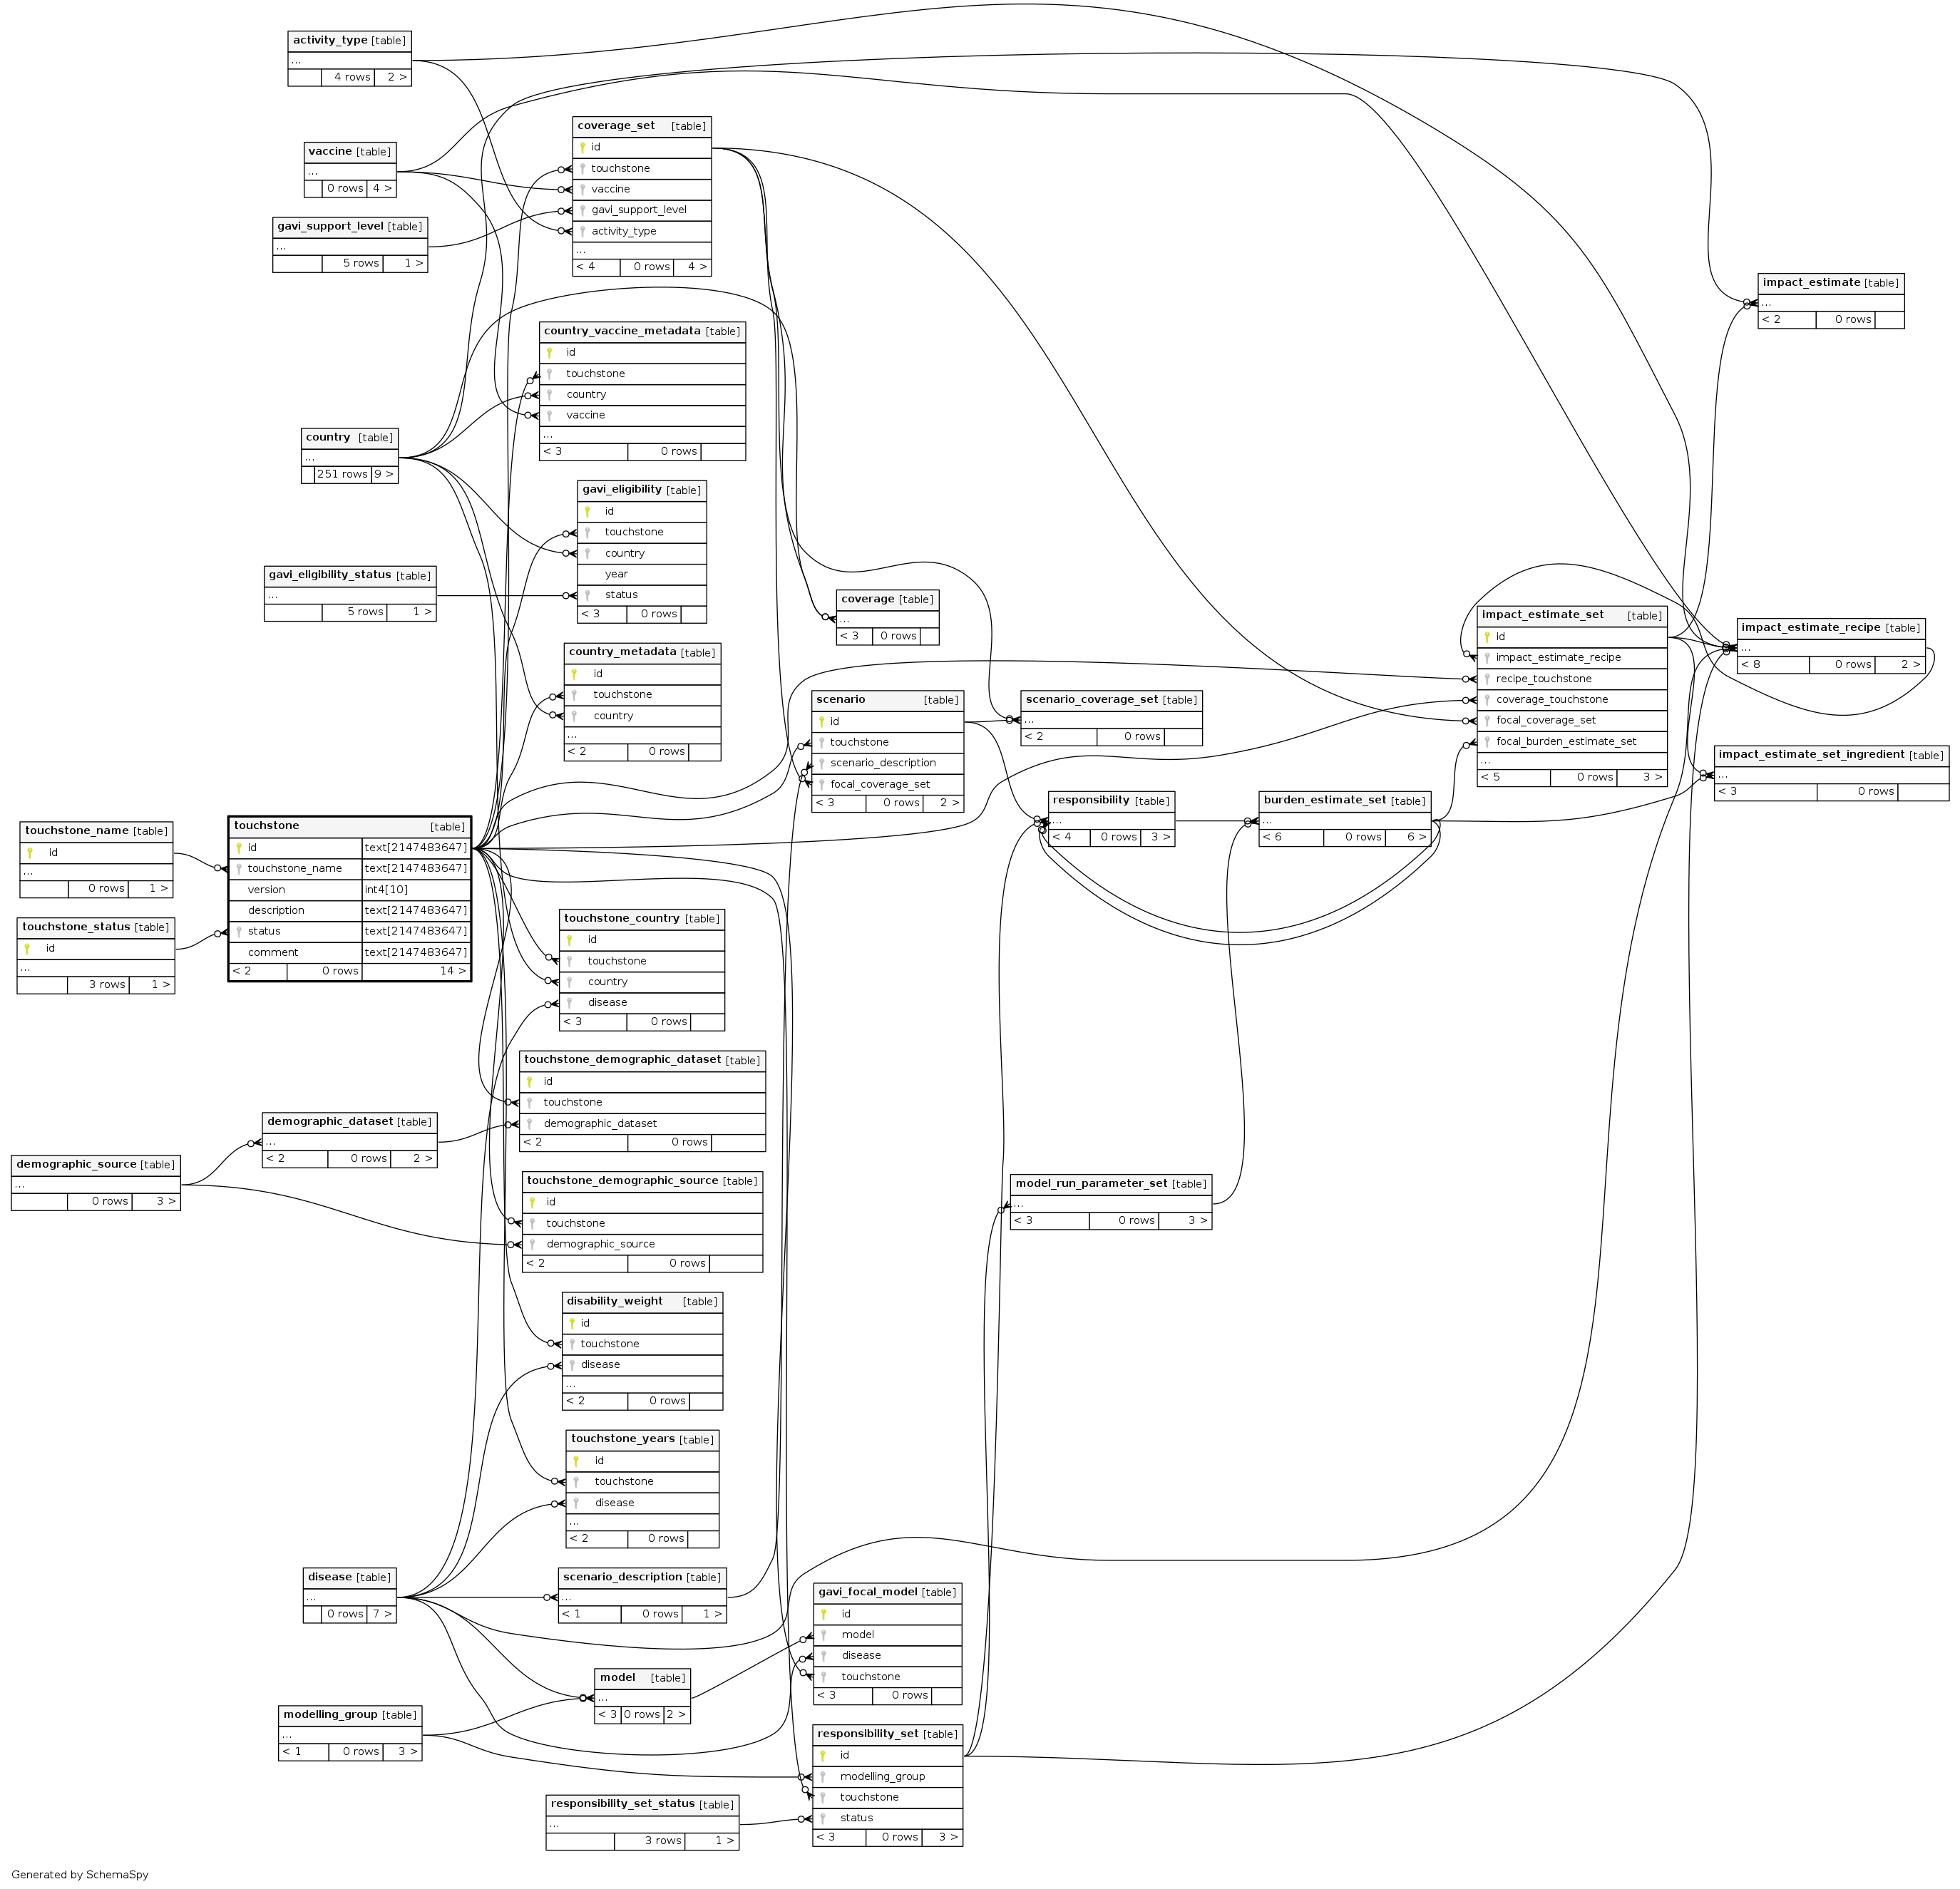 activity_type [table]
...
4 rows 2 >
vaccine [table]
...
0 rows 4 >
gavi_support_level [table]
...
5 rows 1 >
coverage_set [table]
id
touchstone
vaccine
gavi_support_level
activity_type
...
< 4 0 rows 4 >
impact_estimate [table]
...
< 2 0 rows
country_vaccine_metadata [table]
id
touchstone
country
vaccine
...
< 3 0 rows
country [table]
...
251 rows 9 >
gavi_eligibility [table]
id
touchstone
country
year
status
< 3 0 rows
gavi_eligibility_status [table]
...
5 rows 1 >
coverage [table]
...
< 3 0 rows
country_metadata [table]
id
touchstone
country
...
< 2 0 rows
impact_estimate_set [table]
id
impact_estimate_recipe
recipe_touchstone
coverage_touchstone
focal_coverage_set
focal_burden_estimate_set
...
< 5 0 rows 3 >
impact_estimate_recipe [table]
...
< 8 0 rows 2 >
scenario [table]
id
touchstone
scenario_description
focal_coverage_set
< 3 0 rows 2 >
scenario_coverage_set [table]
...
< 2 0 rows
impact_estimate_set_ingredient [table]
...
< 3 0 rows
responsibility [table]
...
< 4 0 rows 3 >
burden_estimate_set [table]
...
< 6 0 rows 6 >
touchstone_name [table]
id
...
0 rows 1 >
touchstone [table]
id text[2147483647]
touchstone_name text[2147483647]
version int4[10]
description text[2147483647]
status text[2147483647]
comment text[2147483647]
< 2 0 rows 14 >
touchstone_status [table]
id
...
3 rows 1 >
touchstone_country [table]
id
touchstone
country
disease
< 3 0 rows
touchstone_demographic_dataset [table]
id
touchstone
demographic_dataset
< 2 0 rows
demographic_dataset [table]
...
< 2 0 rows 2 >
demographic_source [table]
...
0 rows 3 >
touchstone_demographic_source [table]
id
touchstone
demographic_source
< 2 0 rows
model_run_parameter_set [table]
...
< 3 0 rows 3 >
disability_weight [table]
id
touchstone
disease
...
< 2 0 rows
touchstone_years [table]
id
touchstone
disease
...
< 2 0 rows
disease [table]
...
0 rows 7 >
scenario_description [table]
...
< 1 0 rows 1 >
gavi_focal_model [table]
id
model
disease
touchstone
< 3 0 rows
model [table]
...
< 3 0 rows 2 >
modelling_group [table]
...
< 1 0 rows 3 >
responsibility_set [table]
id
modelling_group
touchstone
status
< 3 0 rows 3 >
responsibility_set_status [table]
...
3 rows 1 >
Generated by SchemaSpy